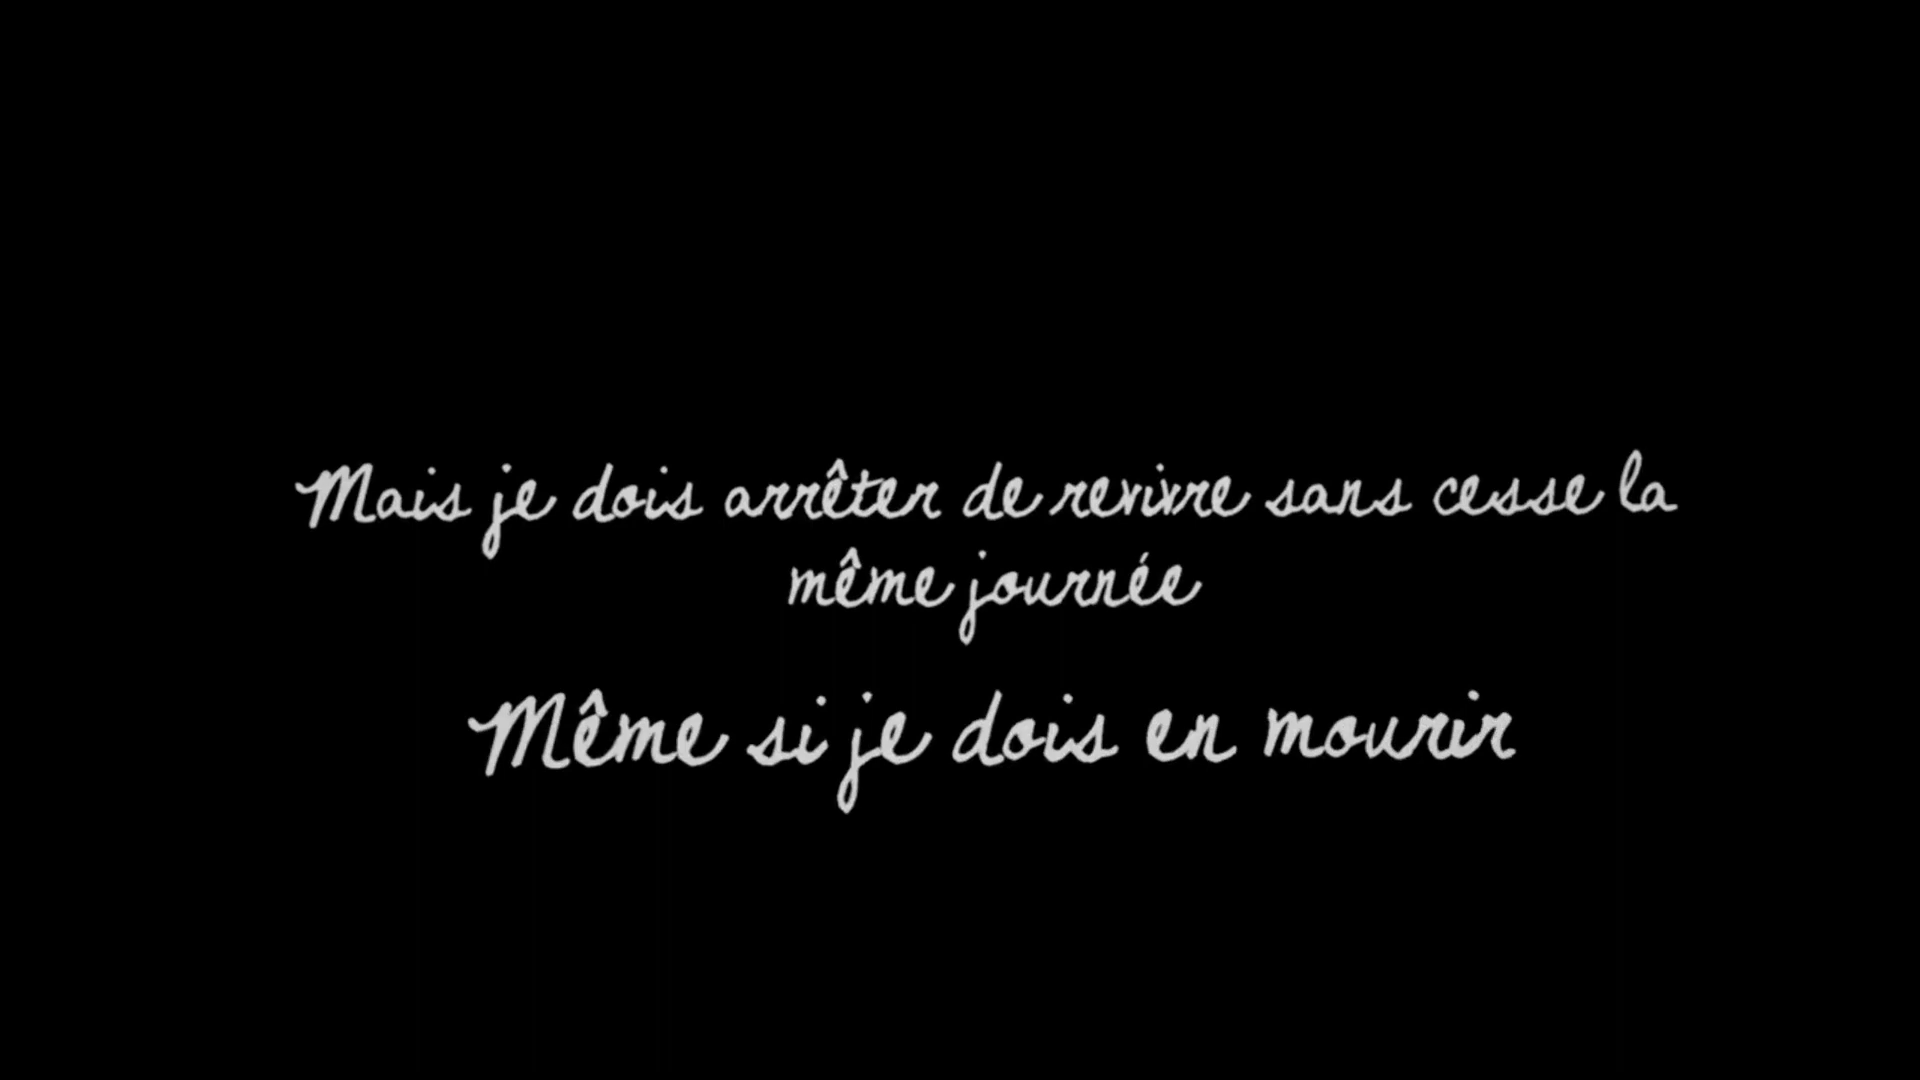 Mais je dois arrêter de revivre sans cesse la
même journée
Même si je dois en mourir